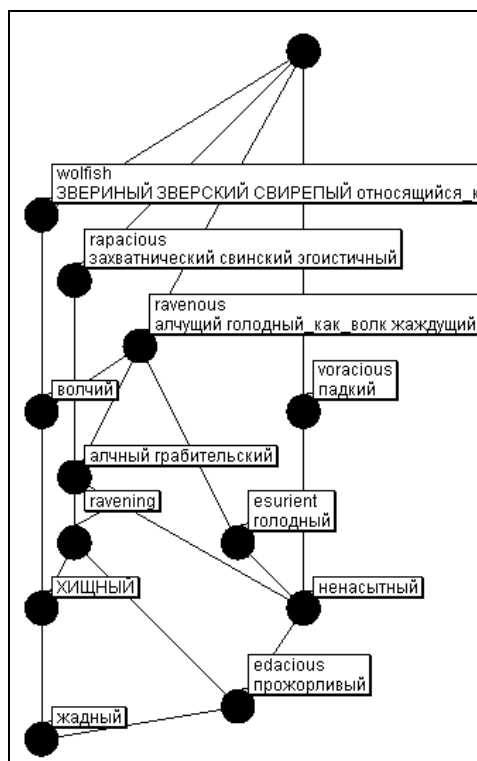 wolfish
ЗВЕРИНЫЙ ЗВЕРСКИЙ СВИРЕПЫЙ относящийся_к
rapacious
захватнический свинский эгоистичный
ravenous
алчущий голодный_как_волк жаждущий
voracious
падкий
волчий
алчный грабительский
ravening
esurient
голодный
ХИЩНЫЙ
ненасытный
edacious
прожорливый
жадный